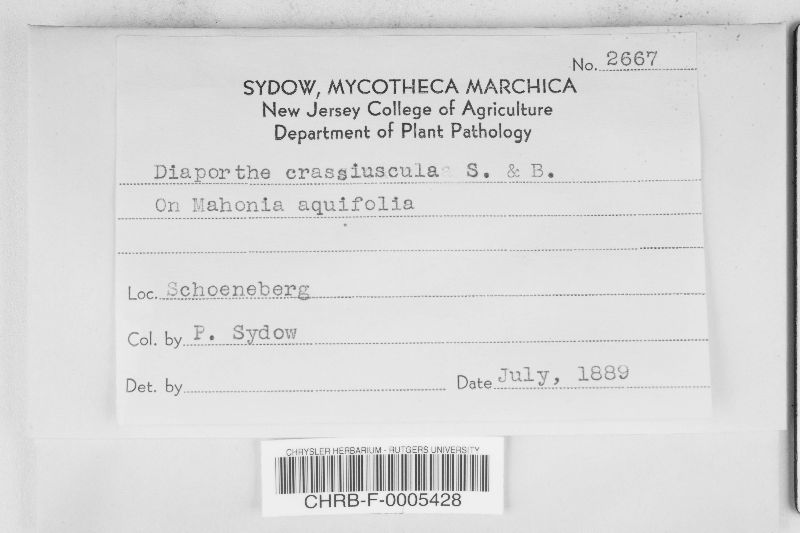 No. 2667
SYDOW, MYCOTHECA MARCHICA
New Jersey College of Agriculture
Department of Plant Pathology
Diaporthe crassiuscula S. & B.
On Mahonia aquifolia
Loc. Schoeneberg
Col. by P. Sydow
Det. by Date July, 1889
CHRYSLER HERBARIUM - RUTGERS UNIVERSITY
CHRB-F-0005428